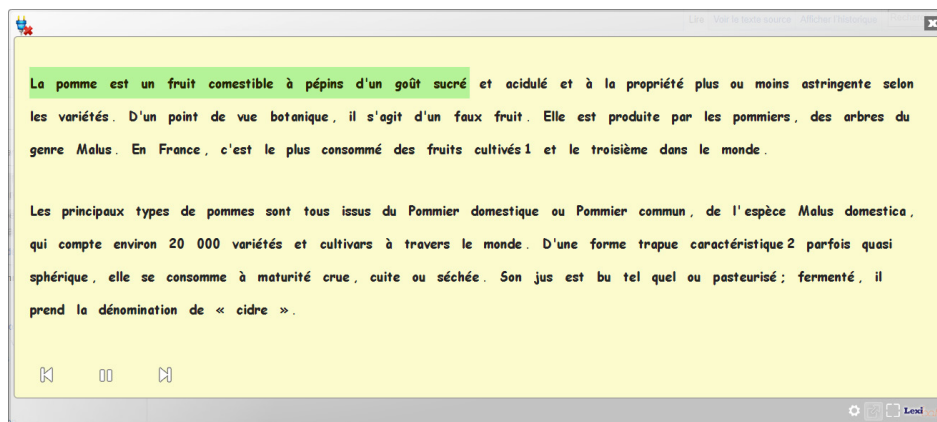 Lire Voir le texte source Afficher l'historique
La pomme est un fruit comestible à pépins d'un goût sucré et acidulé et à la propriété plus ou moins astringente selon
les variétés. D'un point de vue botanique, il s'agit d'un faux fruit. Elle est produite par les pommiers, des arbres du
genre Malus. En France, c'est le plus consommé des fruits cultivés1 et le troisième dans le monde.
Les principaux types de pommes sont tous issus du Pommier domestique ou Pommier commun, de l'espèce Malus domestica,
qui compte environ 20 000 variétés et cultivars à travers le monde. D'une forme trapue caractéristique2 parfois quasi
sphérique, elle se consomme à maturité crue, cuite ou séchée. Son jus est bu tel quel ou pasteurisé; fermenté, il
prend la dénomination de « cidre ».
Lexi